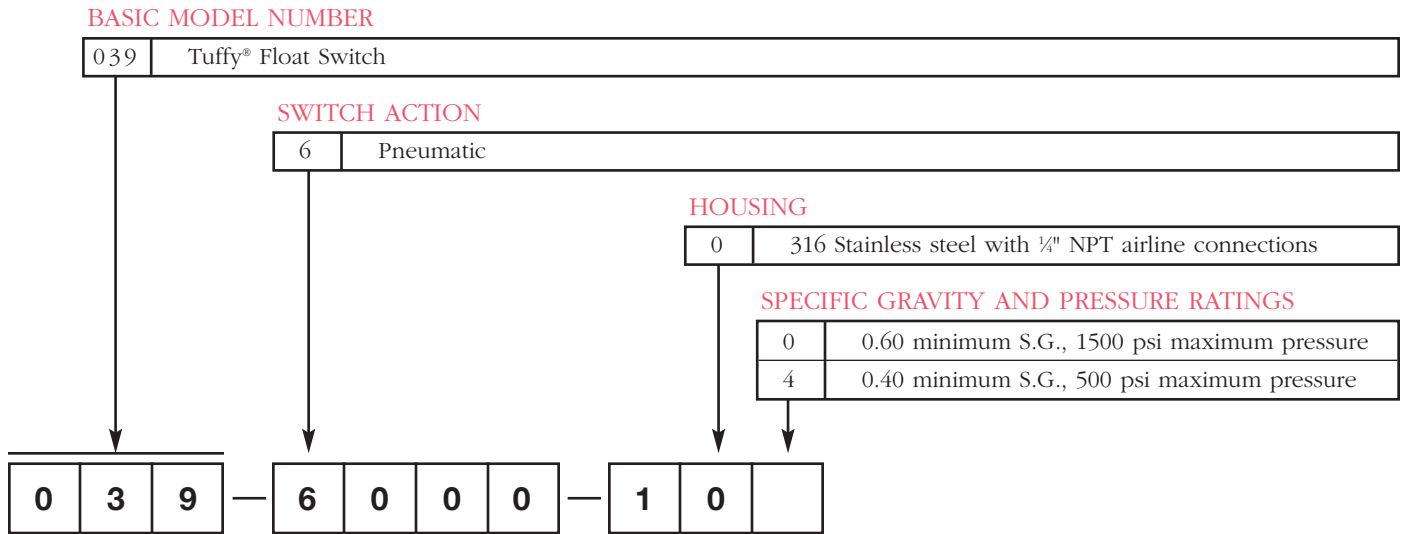 BASIC MODEL NUMBER
039 Tuffy® Float Switch
SWITCH ACTION
6 Pneumatic
HOUSING
0 316 Stainless steel with ¼" NPT airline connections
SPECIFIC GRAVITY AND PRESSURE RATINGS
0 0.60 minimum S.G., 1500 psi maximum pressure
4 0.40 minimum S.G., 500 psi maximum pressure
0 3 9 — 6 0 0 0 — 1 0